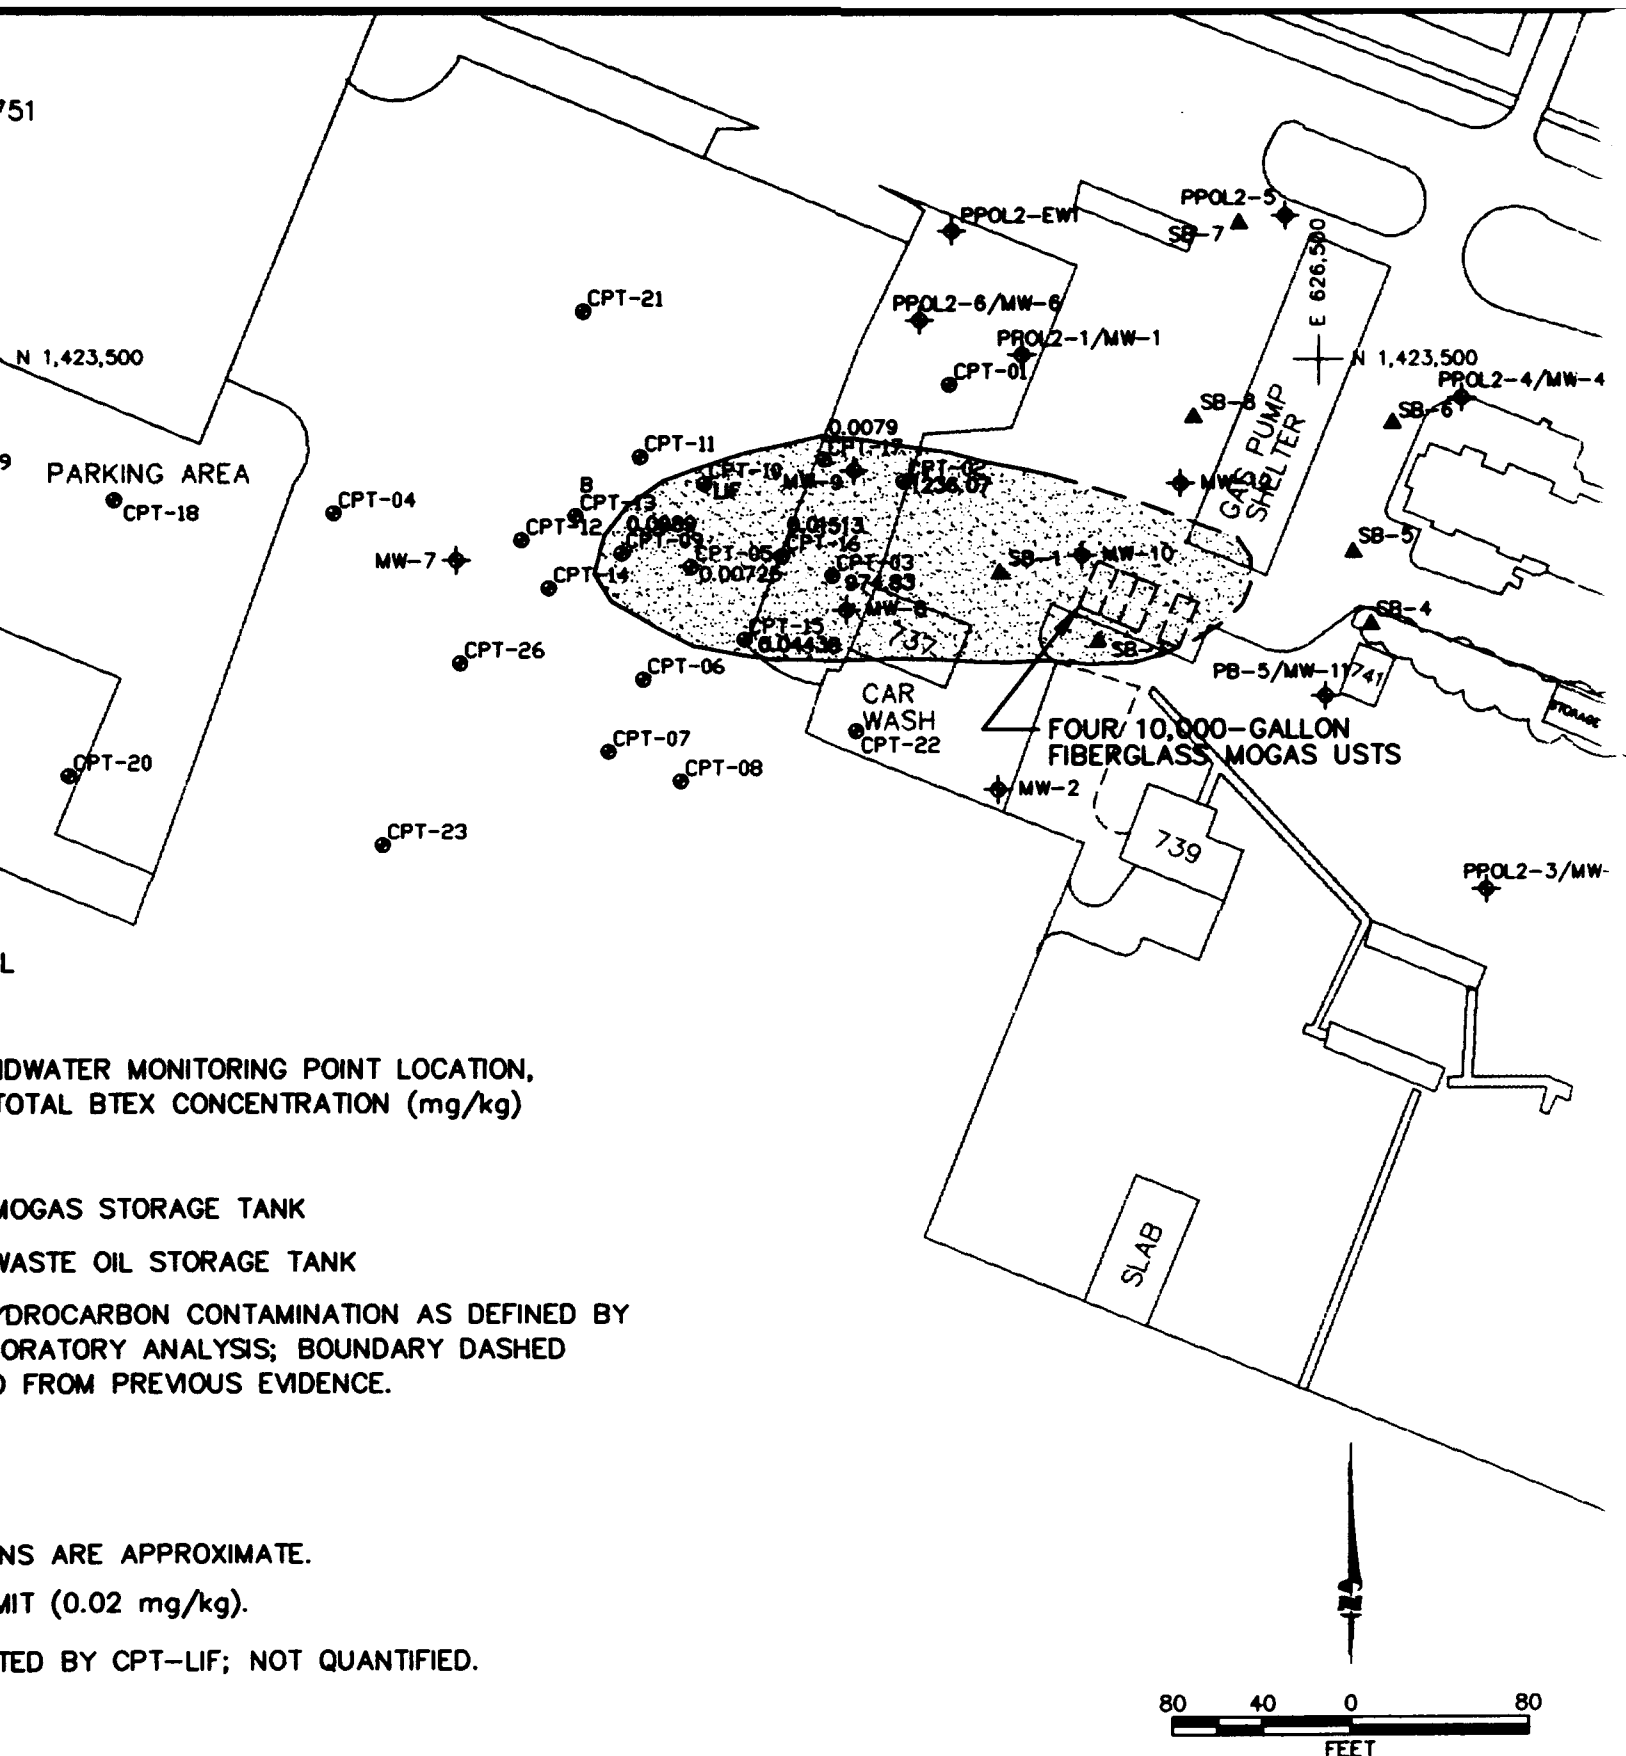 751
PPOL2-5
PPOL2-EW1
SB-7
E 626,500
CPT-21
PPOL2-6/MW-6
PROL2-1/MW-1
N 1,423,500
N 1,423,500
CPT-01
PPOL2-4/MW-4
SB-8
SB-6
GAS PUMP
SHELTER
0.0079
CPT-17
CPT-11
9
PARKING AREA
CPT-10
LIF
MW-9
CPT-02
1236.07
MW-12
B
CPT-13
CPT-18
CPT-04
CPT-12
CPT-09
0.01513
CPT-16
CPT-05
0.00726
SB-5
MW-7
CPT-03
974.83
SB-1
MW-10
CPT-14
MW-8
SB-4
CPT-15
0.04438
737
CPT-26
CPT-06
PB-5/MW-11
741
STORAGE
CAR
WASH
CPT-22
FOUR 10,000-GALLON
FIBERGLASS MOGAS USTS
CPT-07
CPT-20
CPT-08
MW-2
CPT-23
739
PPOL2-3/MW-
L
NDWATER MONITORING POINT LOCATION,
TOTAL BTEX CONCENTRATION (mg/kg)
MOGAS STORAGE TANK
WASTE OIL STORAGE TANK
SLAB
YDROCARBON CONTAMINATION AS DEFINED BY
ORATORY ANALYSIS; BOUNDARY DASHED
D FROM PREVIOUS EVIDENCE.
NS ARE APPROXIMATE.
MIT (0.02 mg/kg).
TED BY CPT-LIF; NOT QUANTIFIED.
80 40 0 80
FEET